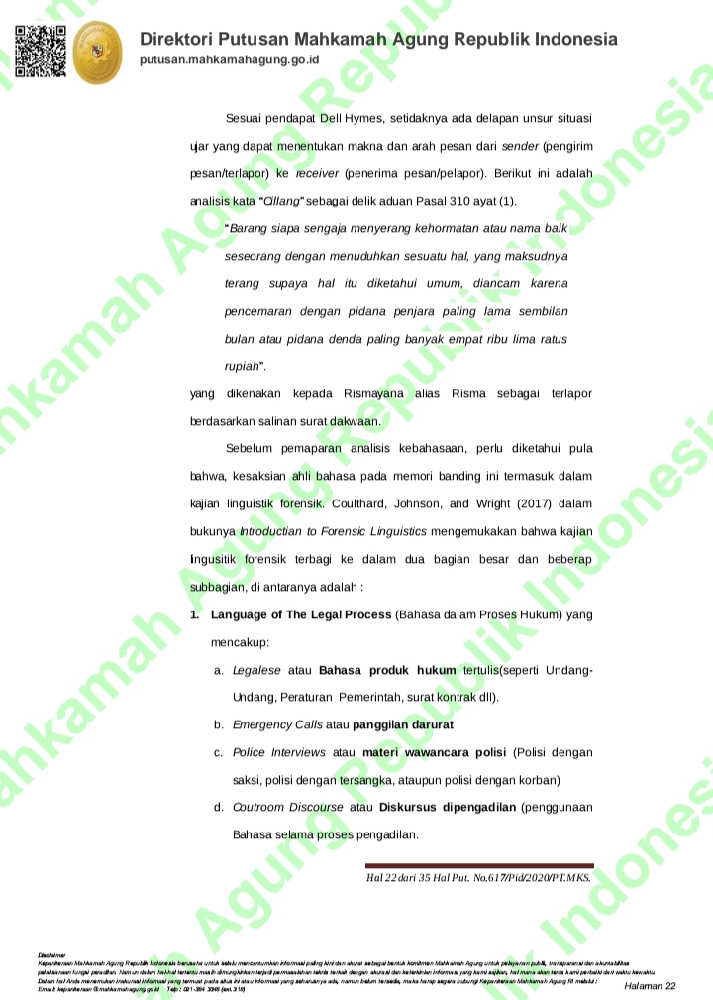 Direktori Putusan Mahkamah Agung Republik Indonesia
putusan.mahkamahagung.go.id
Sesuai pendapat Dell Hymes, setidaknya ada delapan unsur situasi
ujar yang dapat menentukan makna dan arah pesan dari sender (pengirim
pesan/terlapor) ke receiver (penerima pesan/pelapor). Berikut ini adalah
analisis kata “Cillang” sebagai delik aduan Pasal 310 ayat (1).
“Barang siapa sengaja menyerang kehormatan atau nama baik
seseorang dengan menuduhkan sesuatu hal, yang maksudnya
terang supaya hal itu diketahui umum, diancam karena
pencemaran dengan pidana penjara paling lama sembilan
bulan atau pidana denda paling banyak empat ribu lima ratus
rupiah”.
yang dikenakan kepada Rismayana alias Risma sebagai terlapor
berdasarkan salinan surat dakwaan.
Sebelum pemaparan analisis kebahasaan, perlu diketahui pula
bahwa, kesaksian ahli bahasa pada memori banding ini termasuk dalam
kajian linguistik forensik. Coulthard, Johnson, and Wright (2017) dalam
bukunya Introductian to Forensic Linguistics mengemukakan bahwa kajian
lingusitik forensik terbagi ke dalam dua bagian besar dan beberap
subbagian, di antaranya adalah :
1. Language of The Legal Process (Bahasa dalam Proses Hukum) yang
mencakup:
a. Legalese atau Bahasa produk hukum tertulis(seperti Undang-
Undang, Peraturan Pemerintah, surat kontrak dll).
b. Emergency Calls atau panggilan darurat
c. Police Interviews atau materi wawancara polisi (Polisi dengan
saksi, polisi dengan tersangka, ataupun polisi dengan korban)
d. Coutroom Discourse atau Diskursus dipengadilan (penggunaan
Bahasa selama proses pengadilan.
Hal 22 dari 35 Hal Put. No.617/Pid/2020/PT.MKS.
Disclaimer
Kepaniteraan Mahkamah Agung Republik Indonesia berusaha untuk selalu mencantumkan informasi paling kini dan akurat sebagai bentuk komitmen Mahkamah Agung untuk pelayanan publik, transparansi dan akuntabilitas
pelaksanaan fungsi peradilan. Namun dalam hal-hal tertentu masih dimungkinkan terjadi permasalahan teknis terkait dengan akurasi dan keterkinian informasi yang kami sajikan, hal mana akan terus kami perbaiki dari waktu kewaktu.
Dalam hal Anda menemukan inakurasi informasi yang termuat pada situs ini atau informasi yang seharusnya ada, namun belum tersedia, maka harap segera hubungi Kepaniteraan Mahkamah Agung RI melalui :
Email : kepaniteraan@mahkamahagung.go.id Telp : 021-384 3348 (ext.318)
Halaman 22